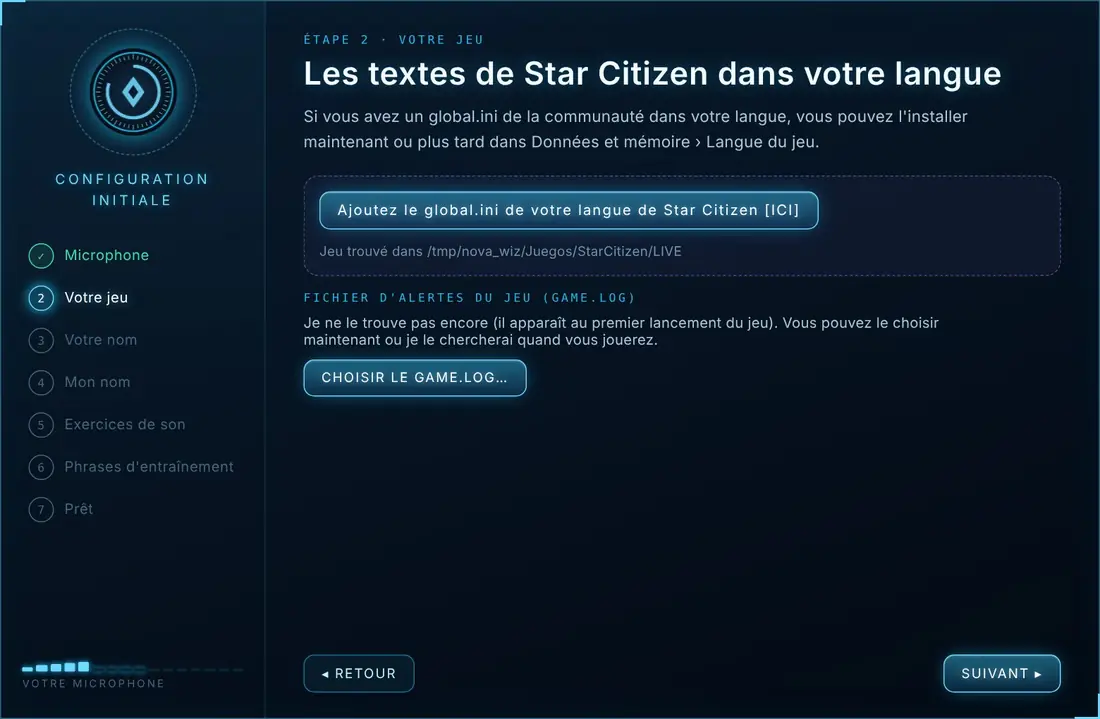 CONFIGURATION
INITIALE
✓ Microphone
2 Votre jeu
3 Votre nom
4 Mon nom
5 Exercices de son
6 Phrases d'entraînement
7 Prêt
VOTRE MICROPHONE
ÉTAPE 2 · VOTRE JEU
Les textes de Star Citizen dans votre langue
Si vous avez un global.ini de la communauté dans votre langue, vous pouvez l'installer
maintenant ou plus tard dans Données et mémoire › Langue du jeu.
Ajoutez le global.ini de votre langue de Star Citizen [ICI]
Jeu trouvé dans /tmp/nova_wiz/Juegos/StarCitizen/LIVE
FICHIER D'ALERTES DU JEU (GAME.LOG)
Je ne le trouve pas encore (il apparaît au premier lancement du jeu). Vous pouvez le choisir
maintenant ou je le chercherai quand vous jouerez.
CHOISIR LE GAME.LOG…
◂ RETOUR
SUIVANT ▸